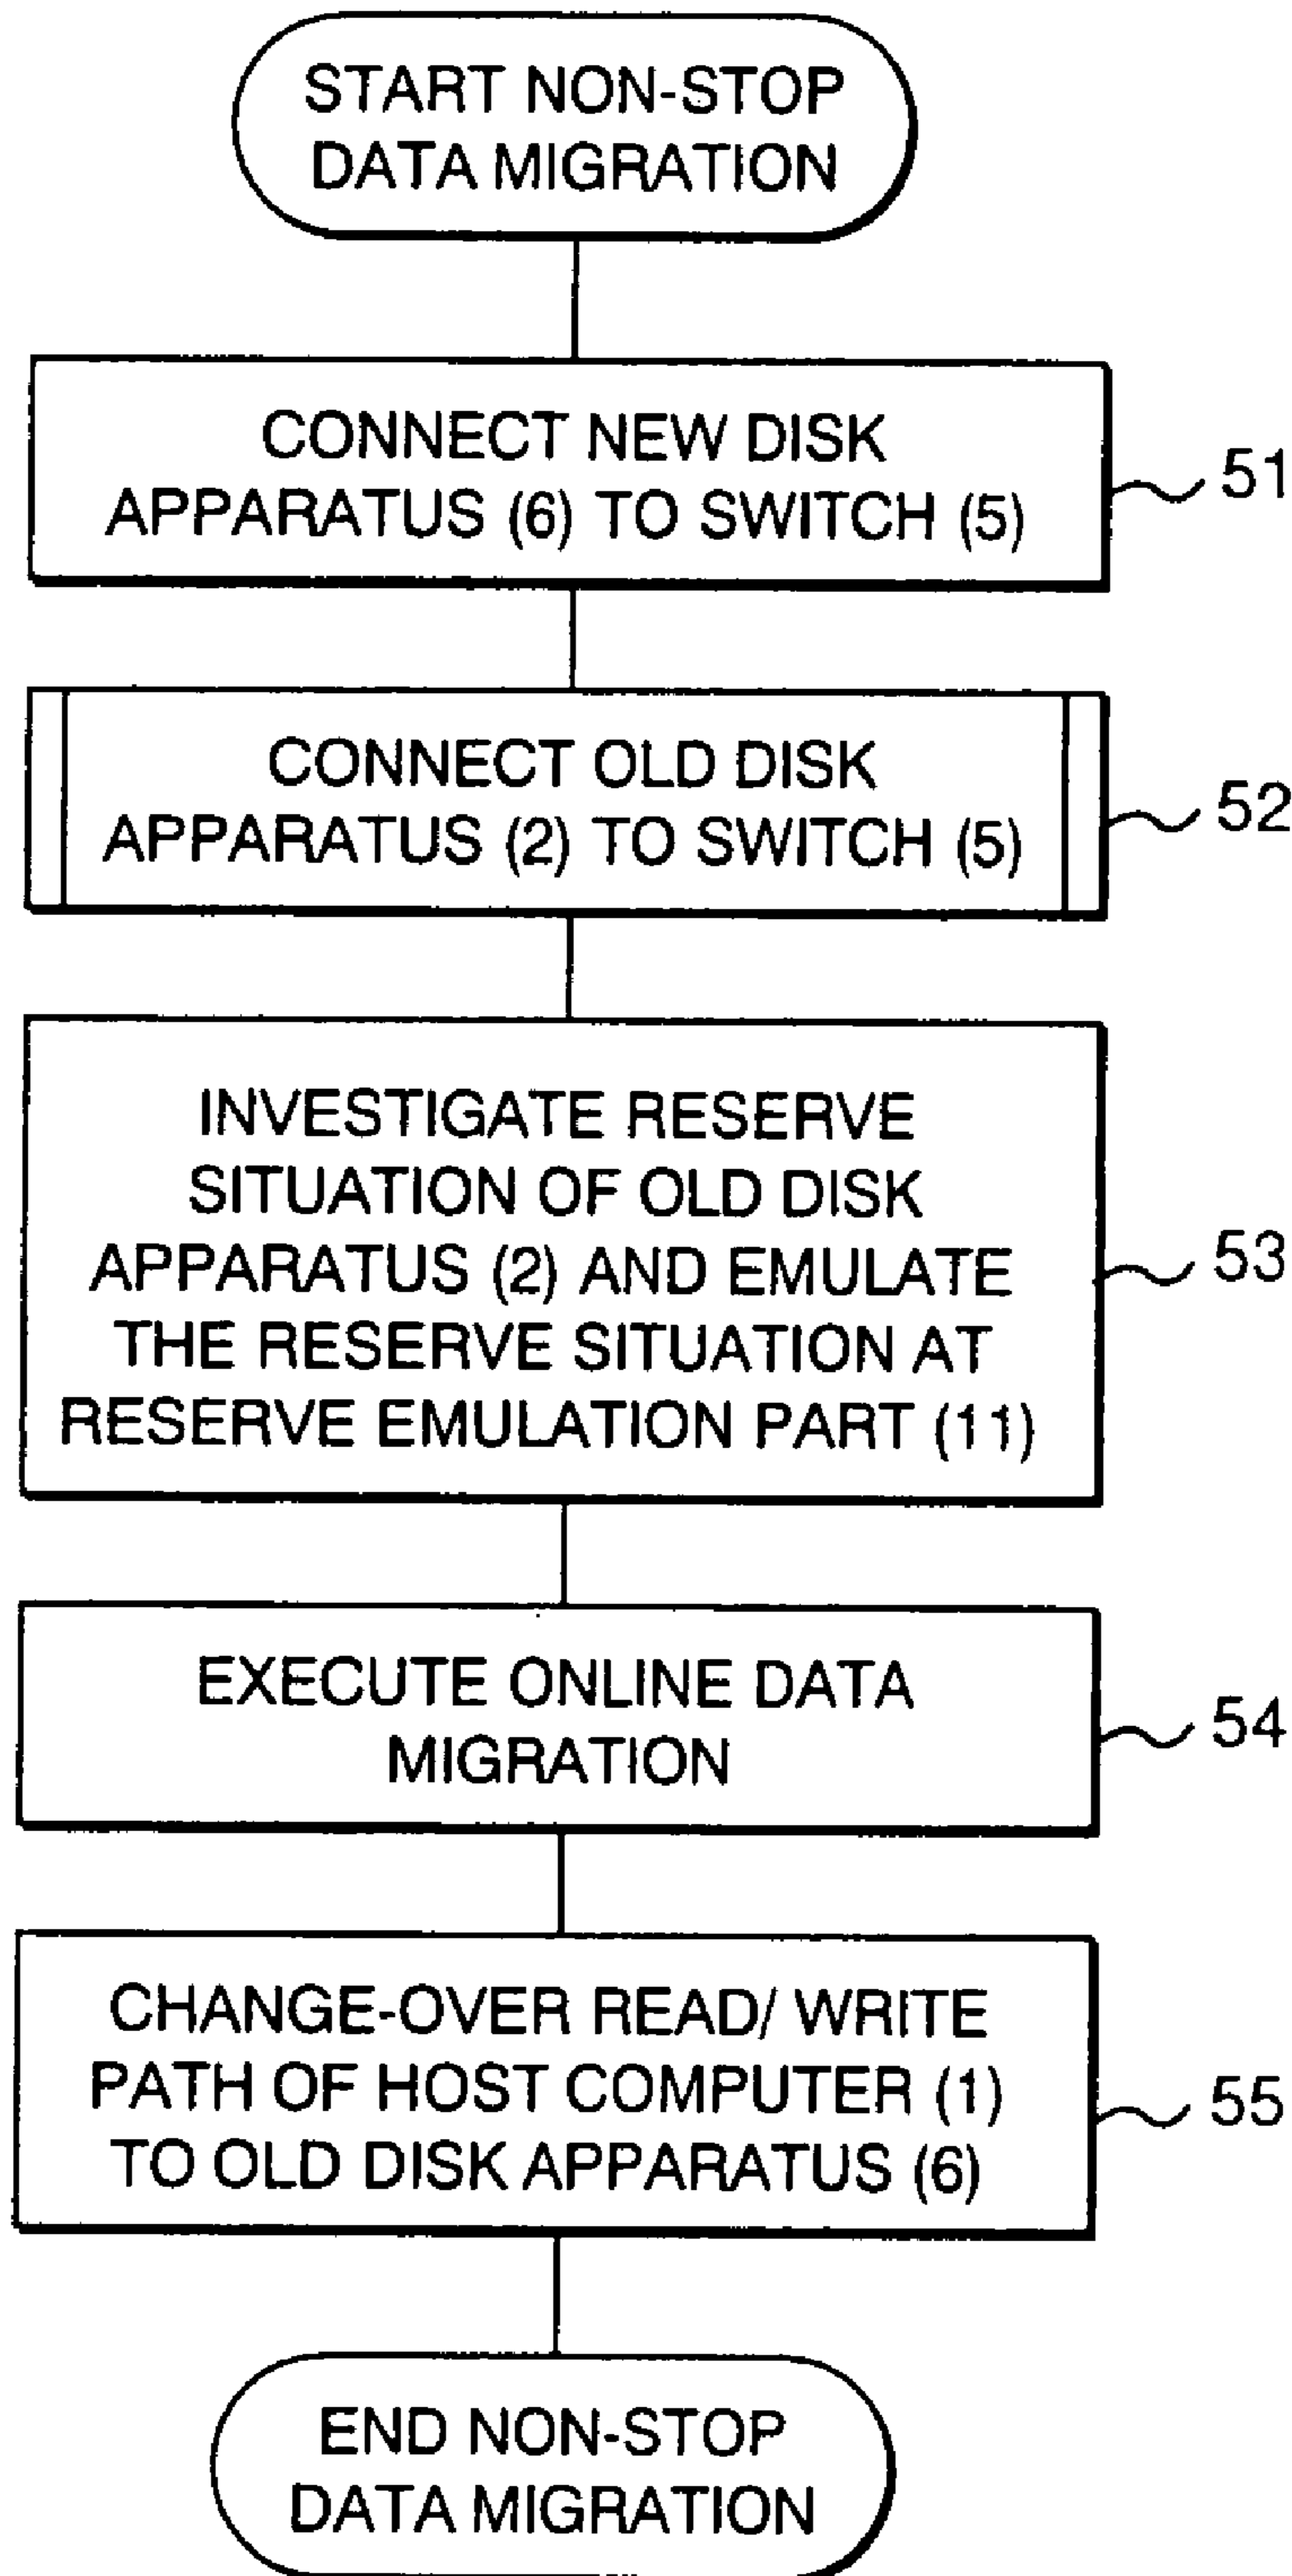 START NON-STOP
DATA MIGRATION
CONNECT NEW DISK
APPARATUS (6) TO SWITCH (5)
51
CONNECT OLD DISK
APPARATUS (2) TO SWITCH (5)
52
INVESTIGATE RESERVE
SITUATION OF OLD DISK
APPARATUS (2) AND EMULATE
THE RESERVE SITUATION AT
RESERVE EMULATION PART (11)
53
EXECUTE ONLINE DATA
MIGRATION
54
CHANGE-OVER READ/ WRITE
PATH OF HOST COMPUTER (1)
TO OLD DISK APPARATUS (6)
55
END NON-STOP
DATA MIGRATION